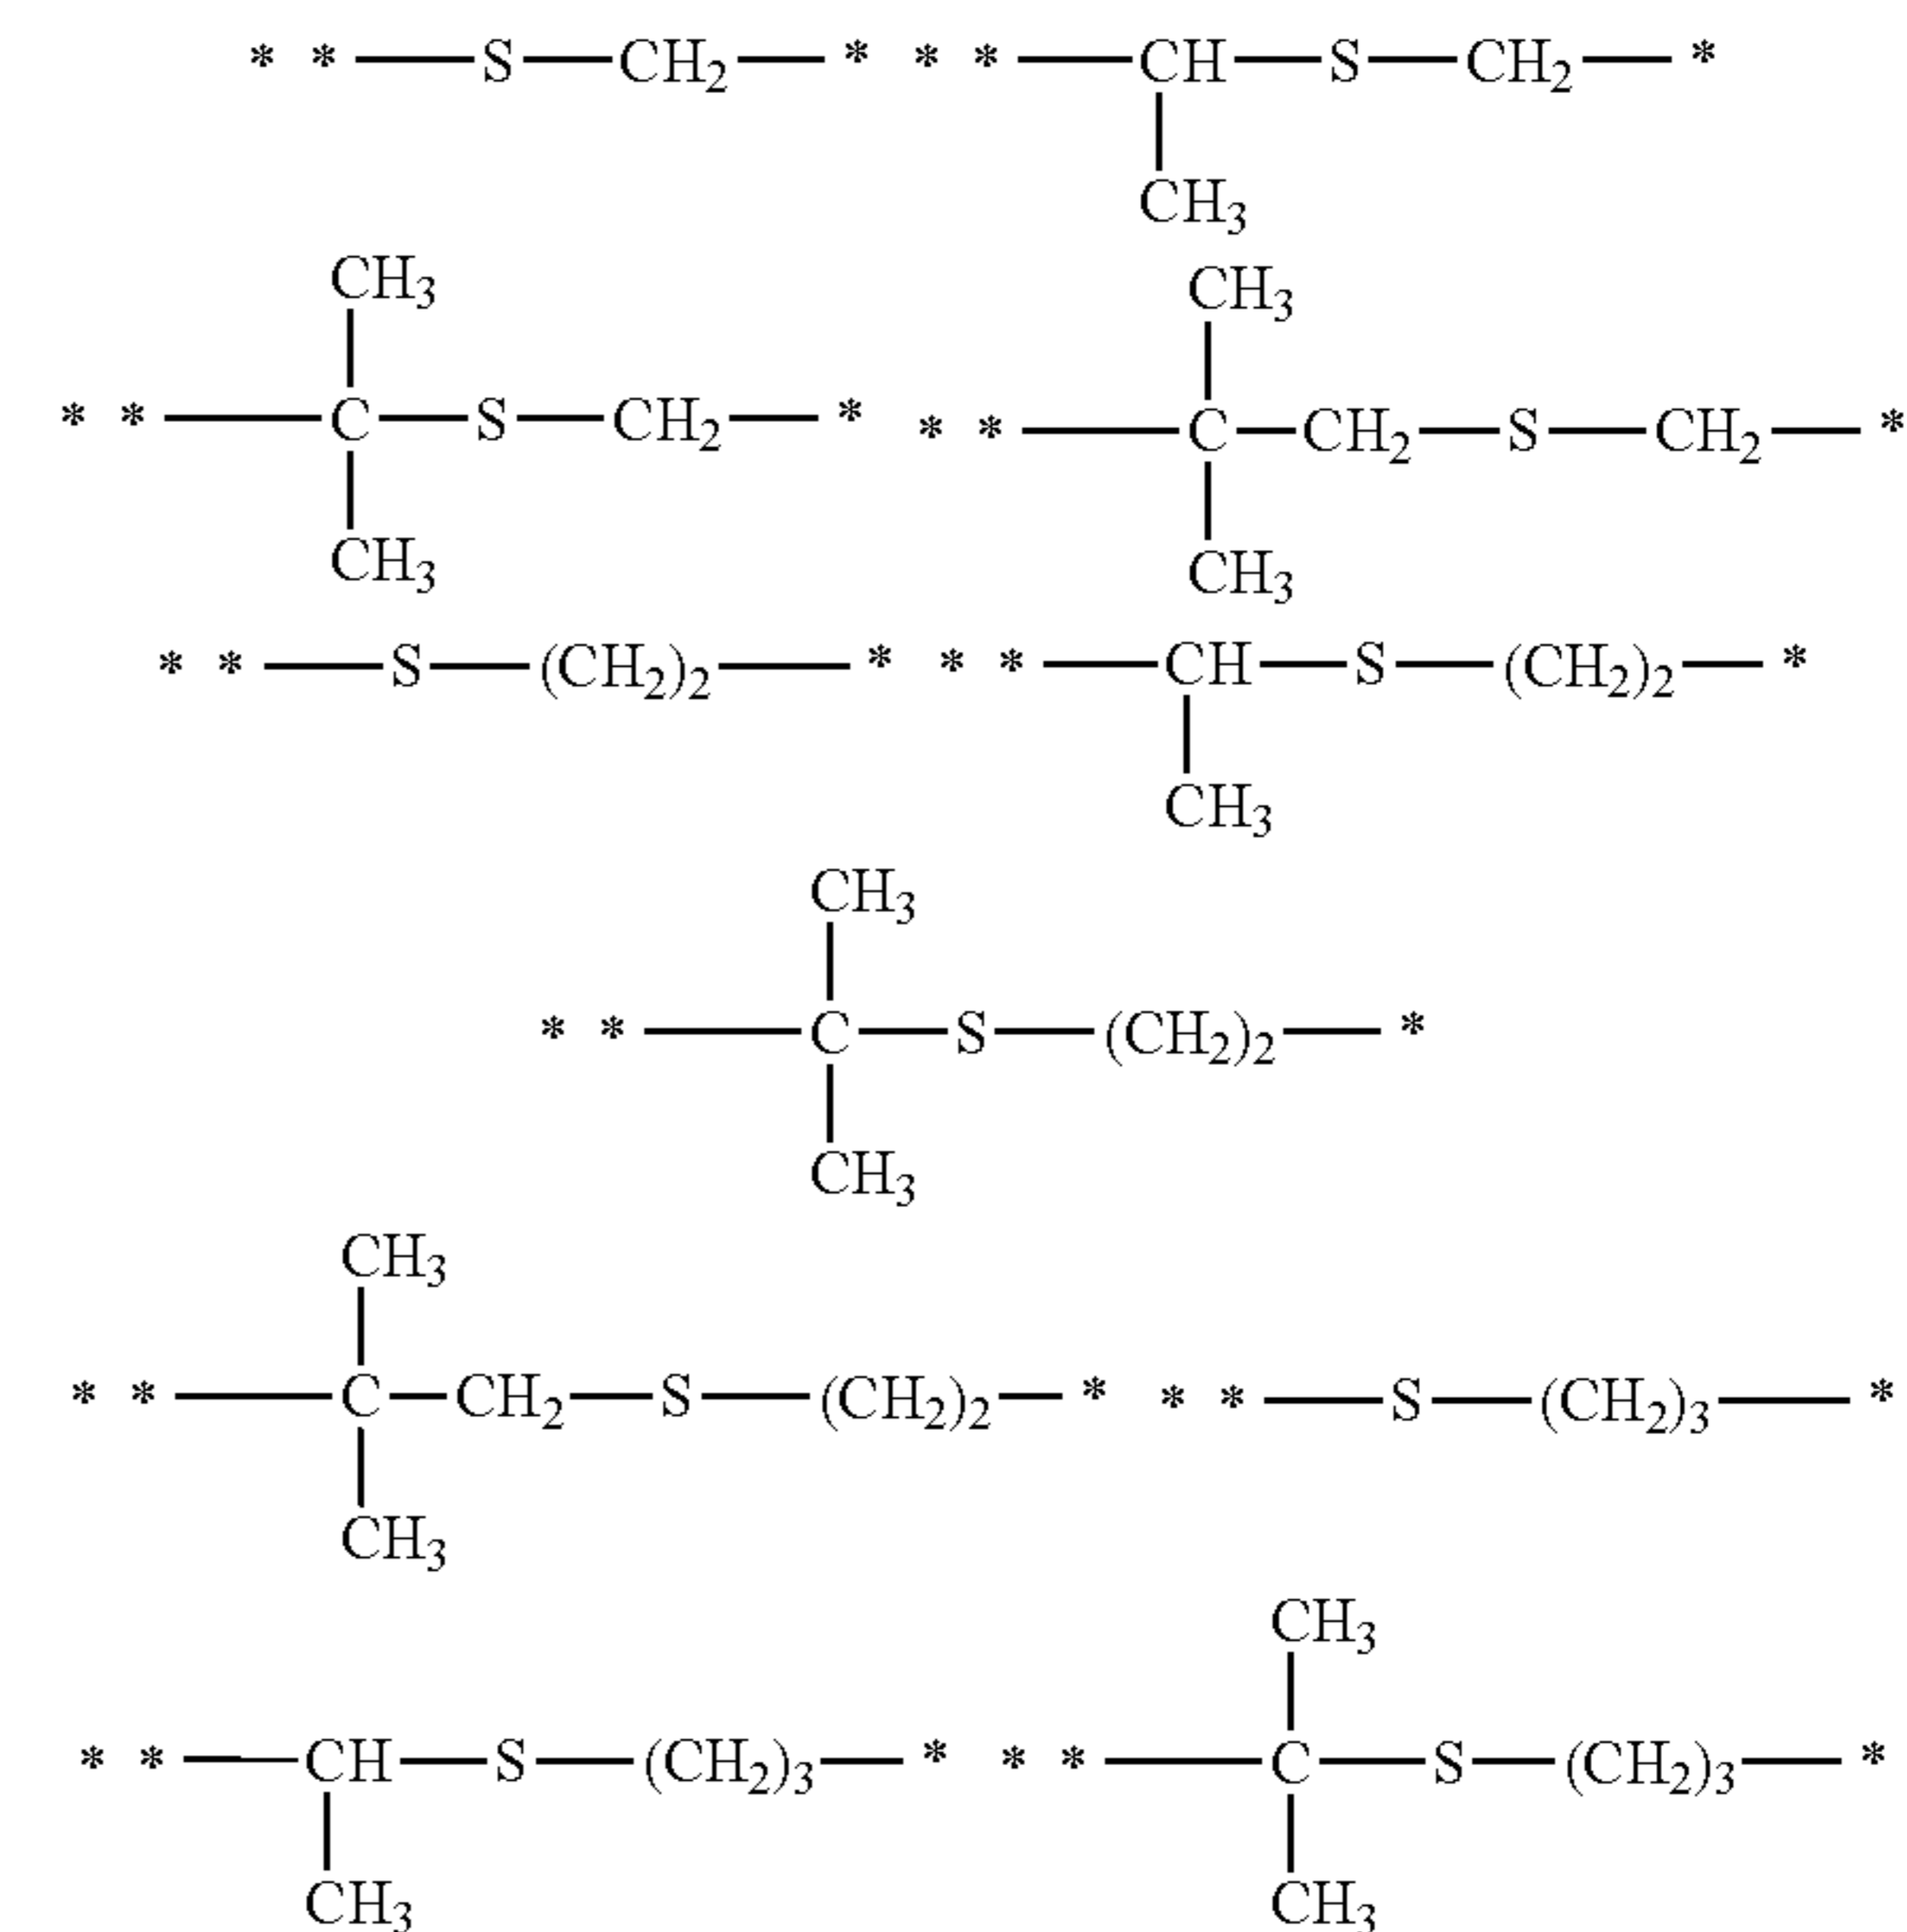 * * —S—CH₂—* * * —CH—S—CH₂—*
CH₃
CH₃ CH₃
* * —C—S—CH₂—* * * —C—CH₂—S—CH₂—*
CH₃ CH₃
* * —S—(CH₂)₂—* * * —CH—S—(CH₂)₂—*
CH₃
CH₃
* * —C—S—(CH₂)₂—*
CH₃
CH₃
* * —C—CH₂—S—(CH₂)₂—* * * —S—(CH₂)₃—*
CH₃
CH₃
* * —CH—S—(CH₂)₃—* * * —C—S—(CH₂)₃—*
CH₃ CH₃